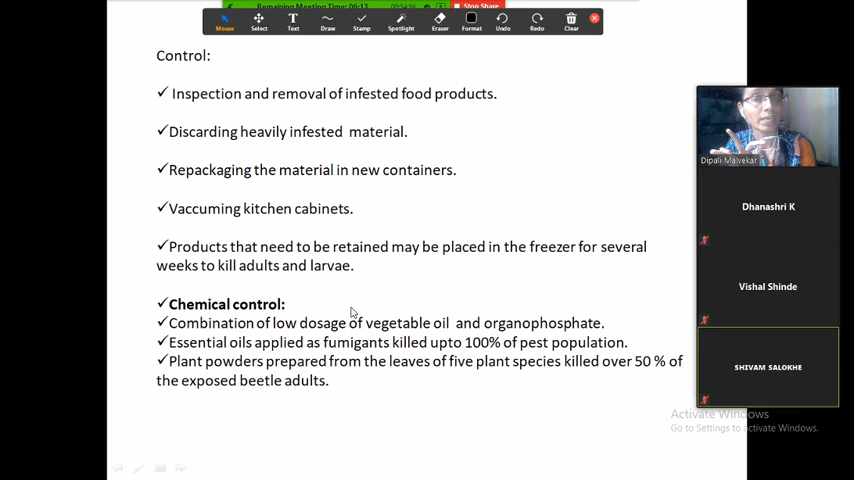 Remaining Meeting Time: 06:13
Stop Share
Mouse
Select
Text
Draw
Stamp
Spotlight
Eraser
Format
Undo
Redo
Clear
Control:
✓ Inspection and removal of infested food products.
✓Discarding heavily infested material.
✓Repackaging the material in new containers.
✓Vaccuming kitchen cabinets.
✓Products that need to be retained may be placed in the freezer for several
weeks to kill adults and larvae.
✓Chemical control:
✓Combination of low dosage of vegetable oil and organophosphate.
✓Essential oils applied as fumigants killed upto 100% of pest population.
✓Plant powders prepared from the leaves of five plant species killed over 50 % of
the exposed beetle adults.
Dipali Malvekar
Dhanashri K
Vishal Shinde
SHIVAM SALOKHE
Activate Windows
Go to Settings to activate Windows.